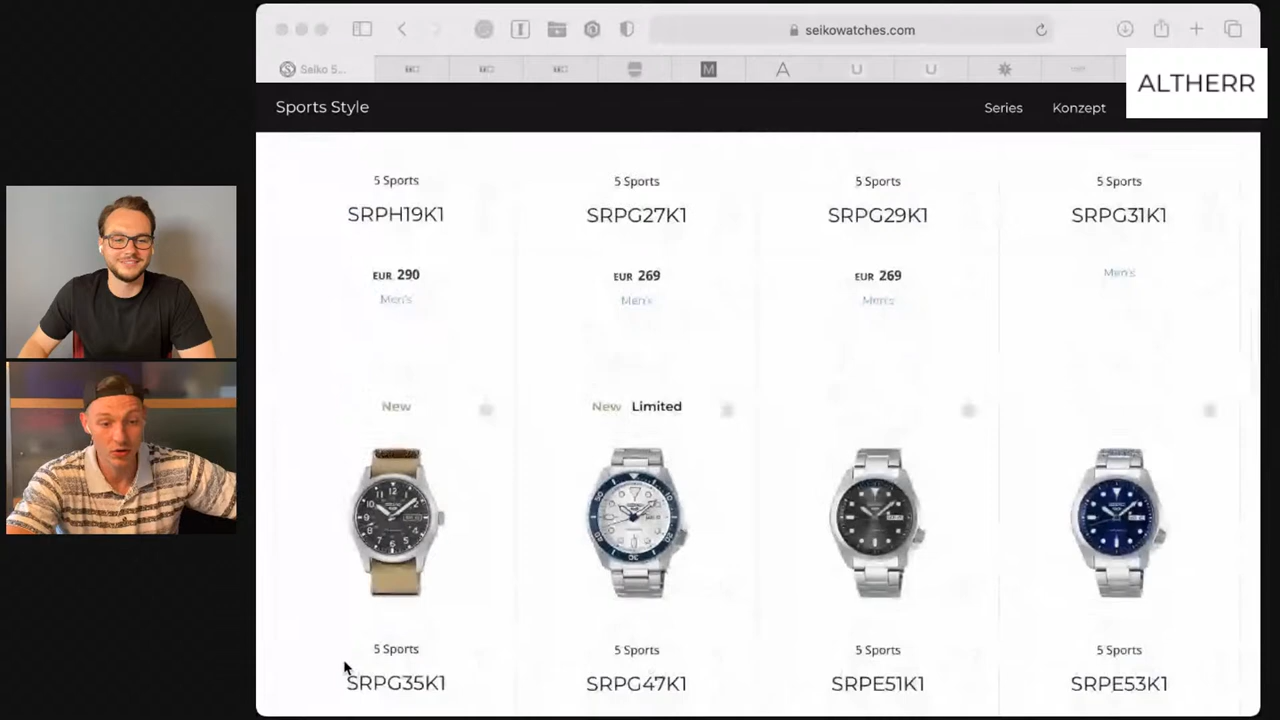 seikowatches.com
Seiko 5...
M
A
U
U
ALTHERR
Sports Style
Series
Konzept
5 Sports
5 Sports
5 Sports
5 Sports
SRPH19K1
SRPG27K1
SRPG29K1
SRPG31K1
EUR 290
EUR 269
EUR 269
Men's
Men's
Men's
Men's
New
New Limited
5 Sports
5 Sports
5 Sports
5 Sports
SRPG35K1
SRPG47K1
SRPE51K1
SRPE53K1